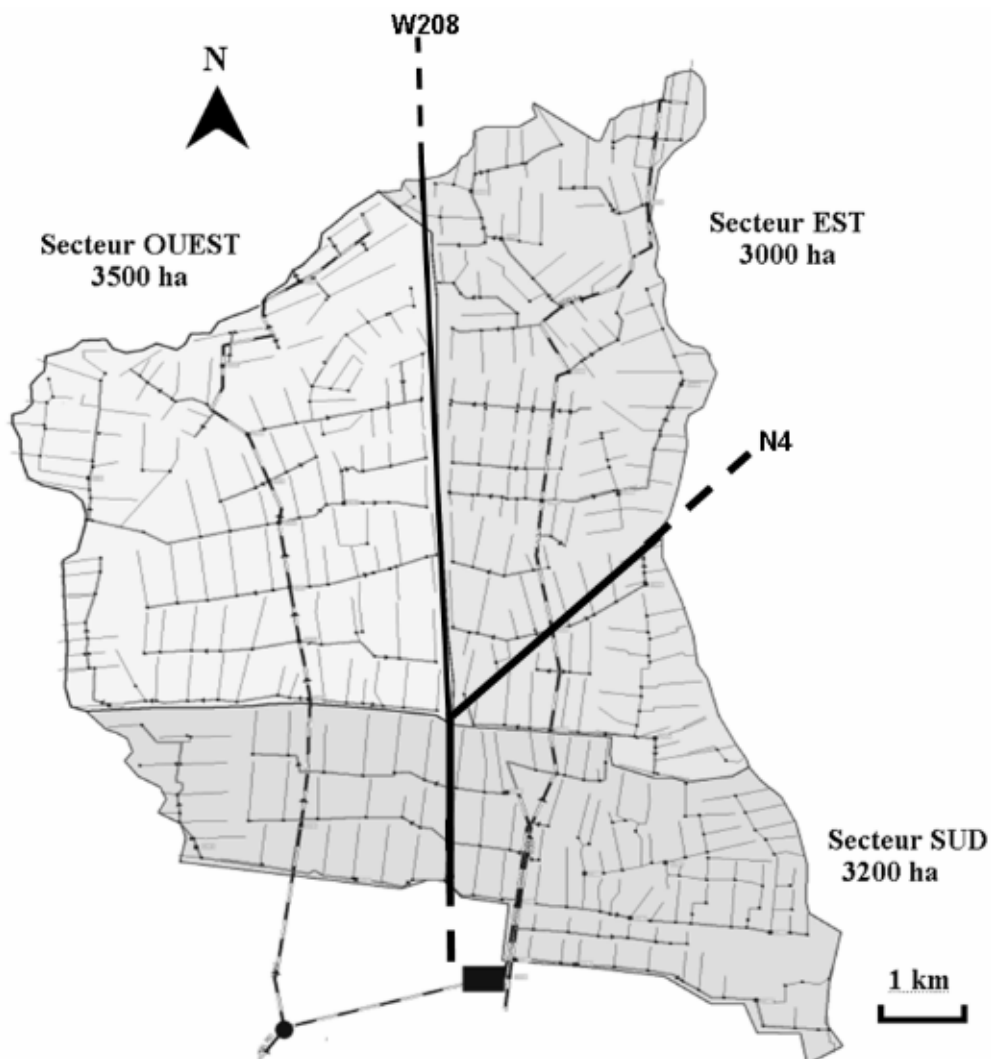 W208
N
Secteur OUEST
3500 ha
Secteur EST
3000 ha
N4
Secteur SUD
3200 ha
1 km